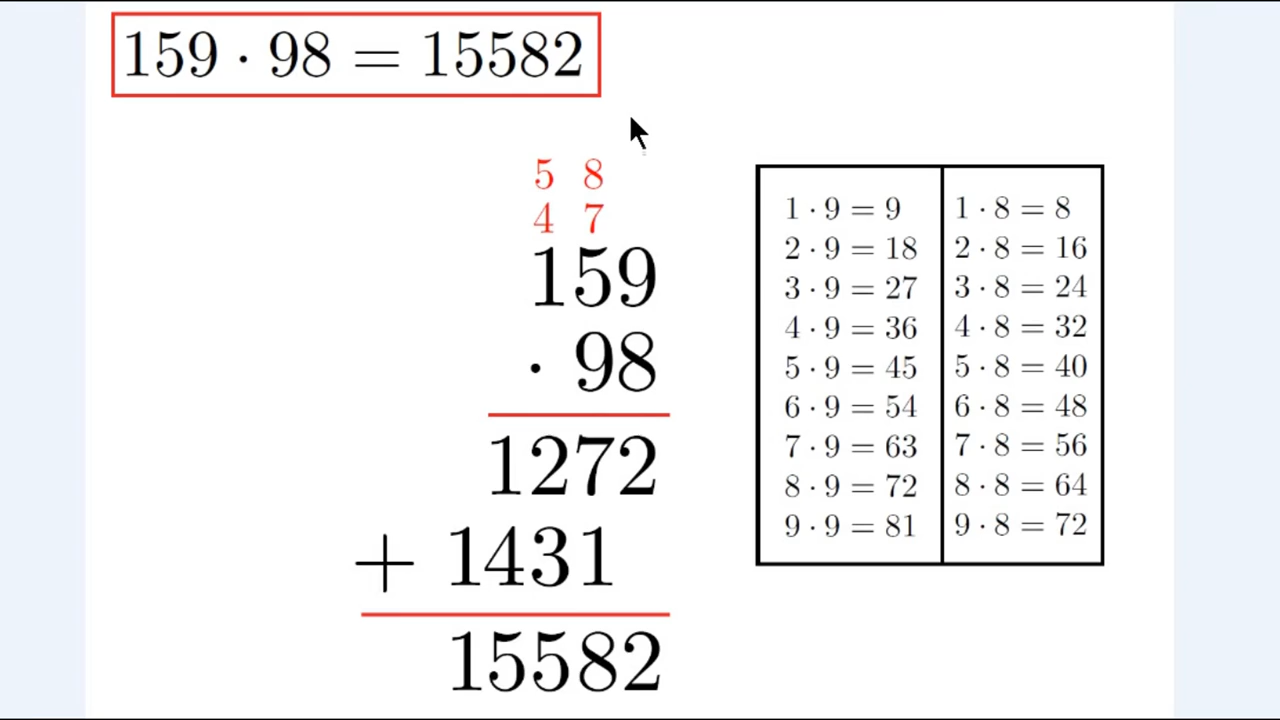 159 · 98 = 15582
5 8
4 7
159
· 98
1272
+ 1431
15582
1 · 9 = 9
2 · 9 = 18
3 · 9 = 27
4 · 9 = 36
5 · 9 = 45
6 · 9 = 54
7 · 9 = 63
8 · 9 = 72
9 · 9 = 81
1 · 8 = 8
2 · 8 = 16
3 · 8 = 24
4 · 8 = 32
5 · 8 = 40
6 · 8 = 48
7 · 8 = 56
8 · 8 = 64
9 · 8 = 72